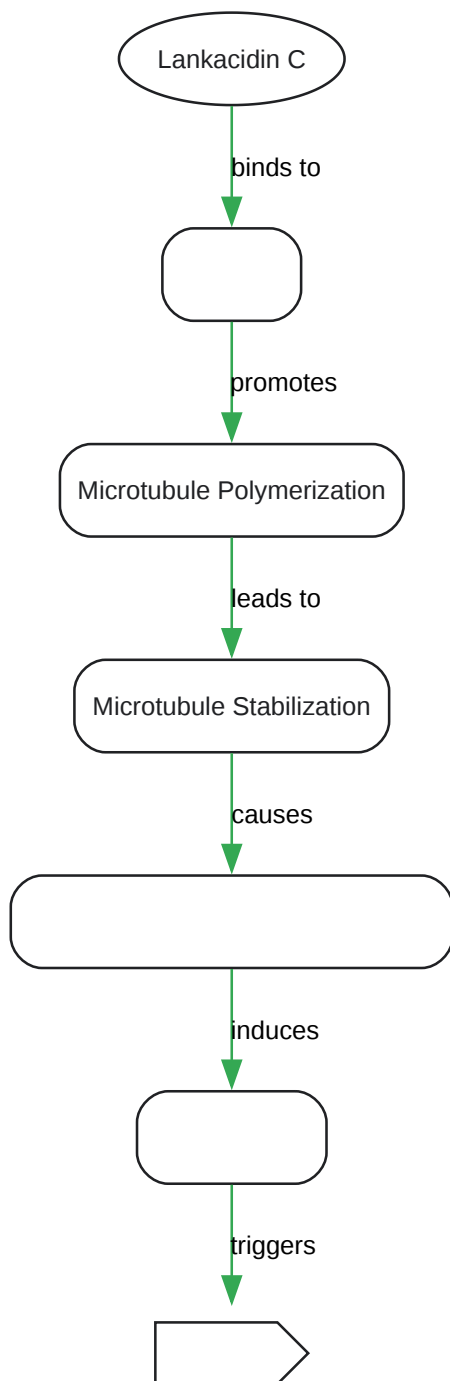 Lankacidin C
binds to
promotes
Microtubule Polymerization
leads to
Microtubule Stabilization
causes
induces
triggers